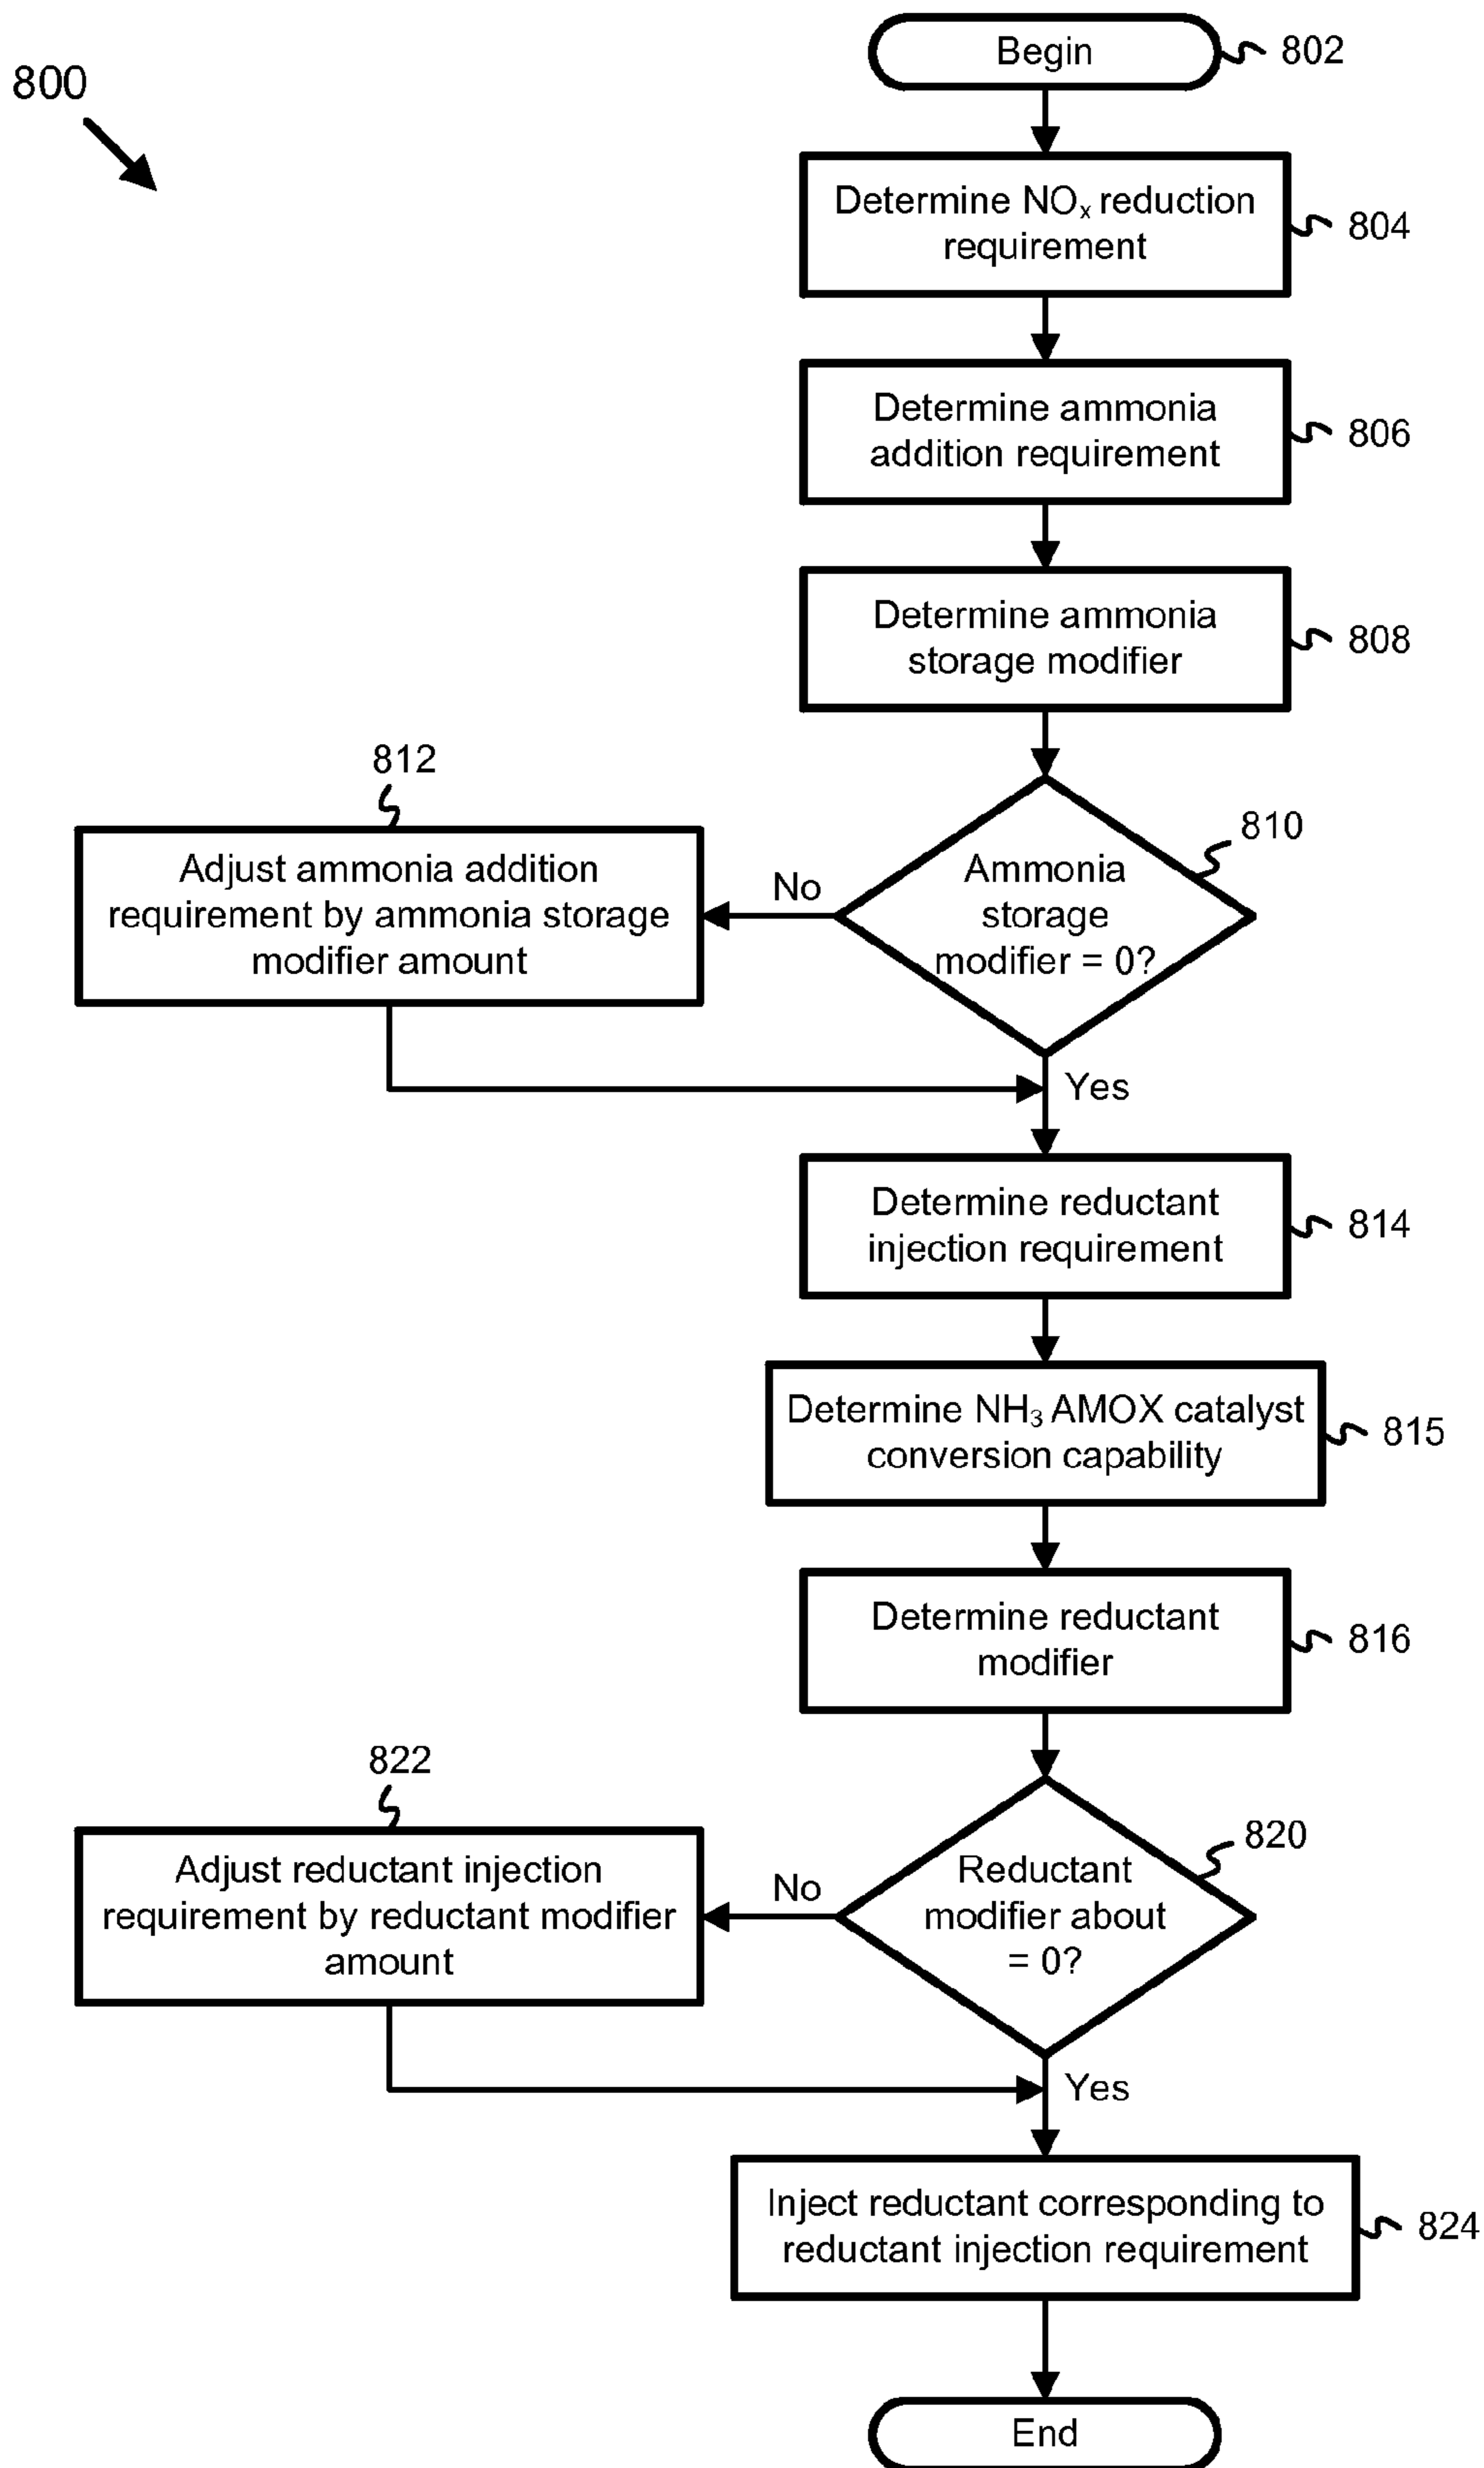 800
Begin
802
Determine NOₓ reduction
requirement
804
Determine ammonia
addition requirement
806
Determine ammonia
storage modifier
808
812
Adjust ammonia addition
requirement by ammonia storage
modifier amount
No
Ammonia
storage
modifier = 0?
810
Yes
Determine reductant
injection requirement
814
Determine NH₃ AMOX catalyst
conversion capability
815
Determine reductant
modifier
816
822
Adjust reductant injection
requirement by reductant modifier
amount
No
Reductant
modifier about
= 0?
820
Yes
Inject reductant corresponding to
reductant injection requirement
824
End